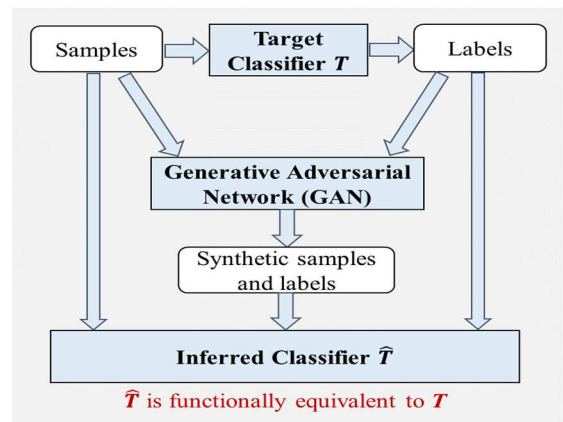 Samples
Target
Classifier T
Labels
Generative Adversarial
Network (GAN)
Synthetic samples
and labels
Inferred Classifier T̂
T̂ is functionally equivalent to T